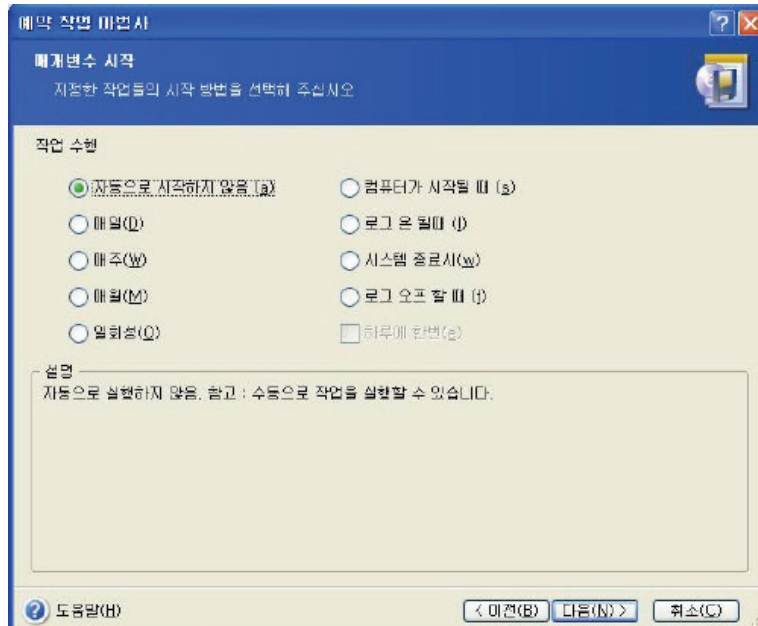 예약 작업 마법사
매개변수 시작
지정한 작업들의 시작 방법을 선택해 주십시오
작업 수행
자동으로 시작하지 않음 (a)
매일(D)
매주(W)
매월(M)
일회성(O)
컴퓨터가 시작될 때 (s)
로그 온 될때 (l)
시스템 종료시(w)
로그 오프 할 때 (f)
하루에 한번(e)
설명
자동으로 실행하지 않음, 참고 : 수동으로 작업을 실행할 수 있습니다.
도움말(H)
< 이전(B)
다음(N) >
취소(C)